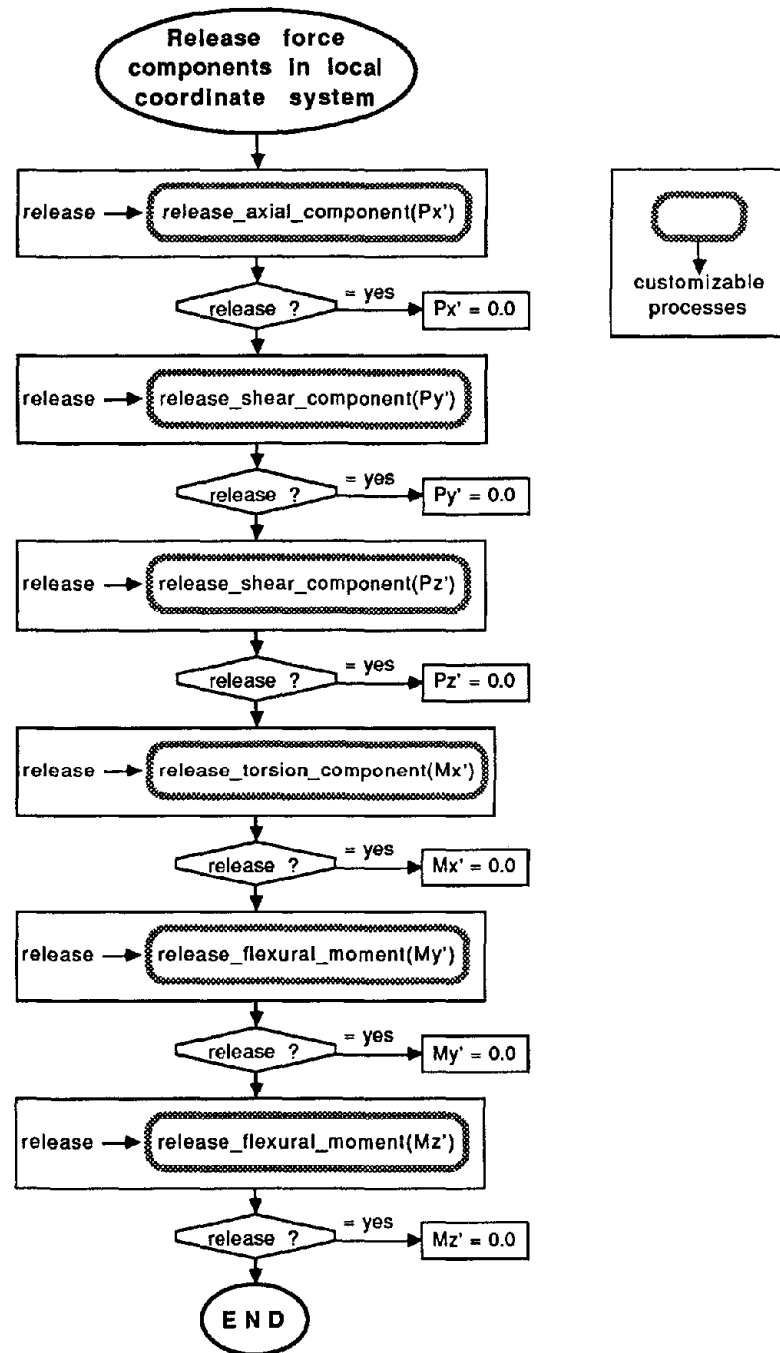 Release force
components in local
coordinate system
release
release_axial_component(Px')
release ?
= yes
Px' = 0.0
customizable
processes
release
release_shear_component(Py')
release ?
= yes
Py' = 0.0
release
release_shear_component(Pz')
release ?
= yes
Pz' = 0.0
release
release_torsion_component(Mx')
release ?
= yes
Mx' = 0.0
release
release_flexural_moment(My')
release ?
= yes
My' = 0.0
release
release_flexural_moment(Mz')
release ?
= yes
Mz' = 0.0
END